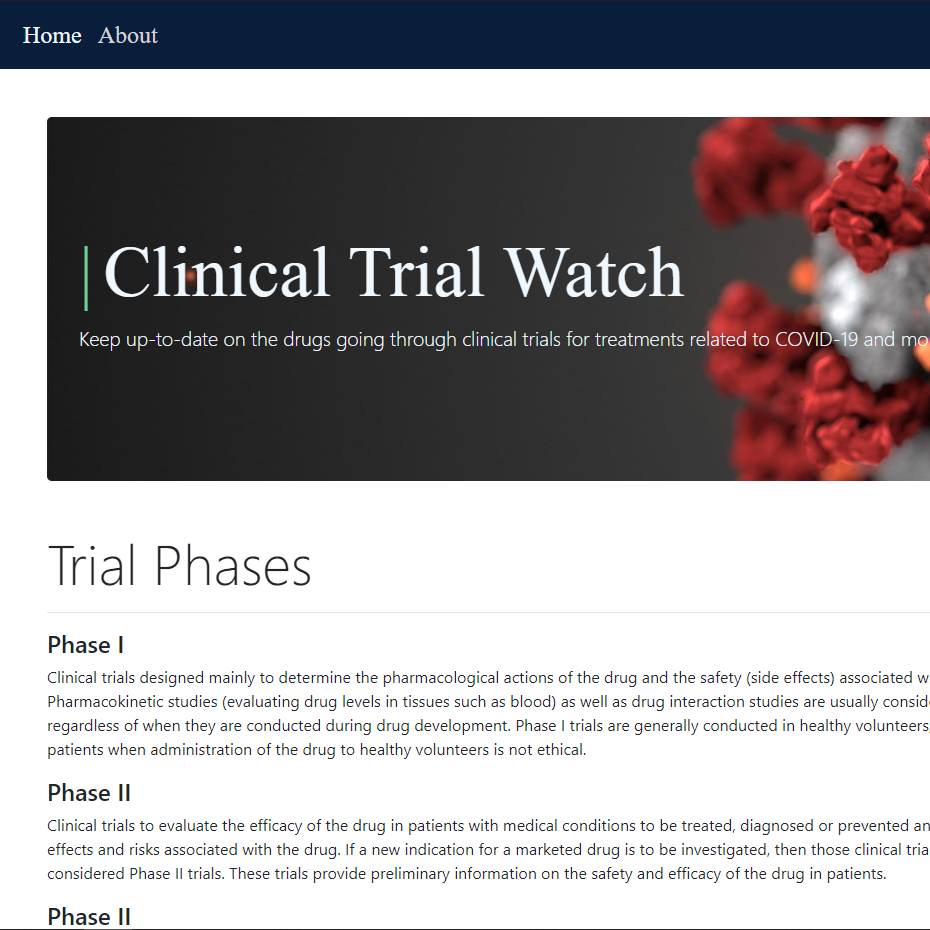 Home About
Clinical Trial Watch
Keep up-to-date on the drugs going through clinical trials for treatments related to COVID-19 and mo
Trial Phases
Phase I
Clinical trials designed mainly to determine the pharmacological actions of the drug and the safety (side effects) associated w
Pharmacokinetic studies (evaluating drug levels in tissues such as blood) as well as drug interaction studies are usually consid
regardless of when they are conducted during drug development. Phase I trials are generally conducted in healthy volunteers,
patients when administration of the drug to healthy volunteers is not ethical.
Phase II
Clinical trials to evaluate the efficacy of the drug in patients with medical conditions to be treated, diagnosed or prevented an
effects and risks associated with the drug. If a new indication for a marketed drug is to be investigated, then those clinical tria
considered Phase II trials. These trials provide preliminary information on the safety and efficacy of the drug in patients.
Phase II